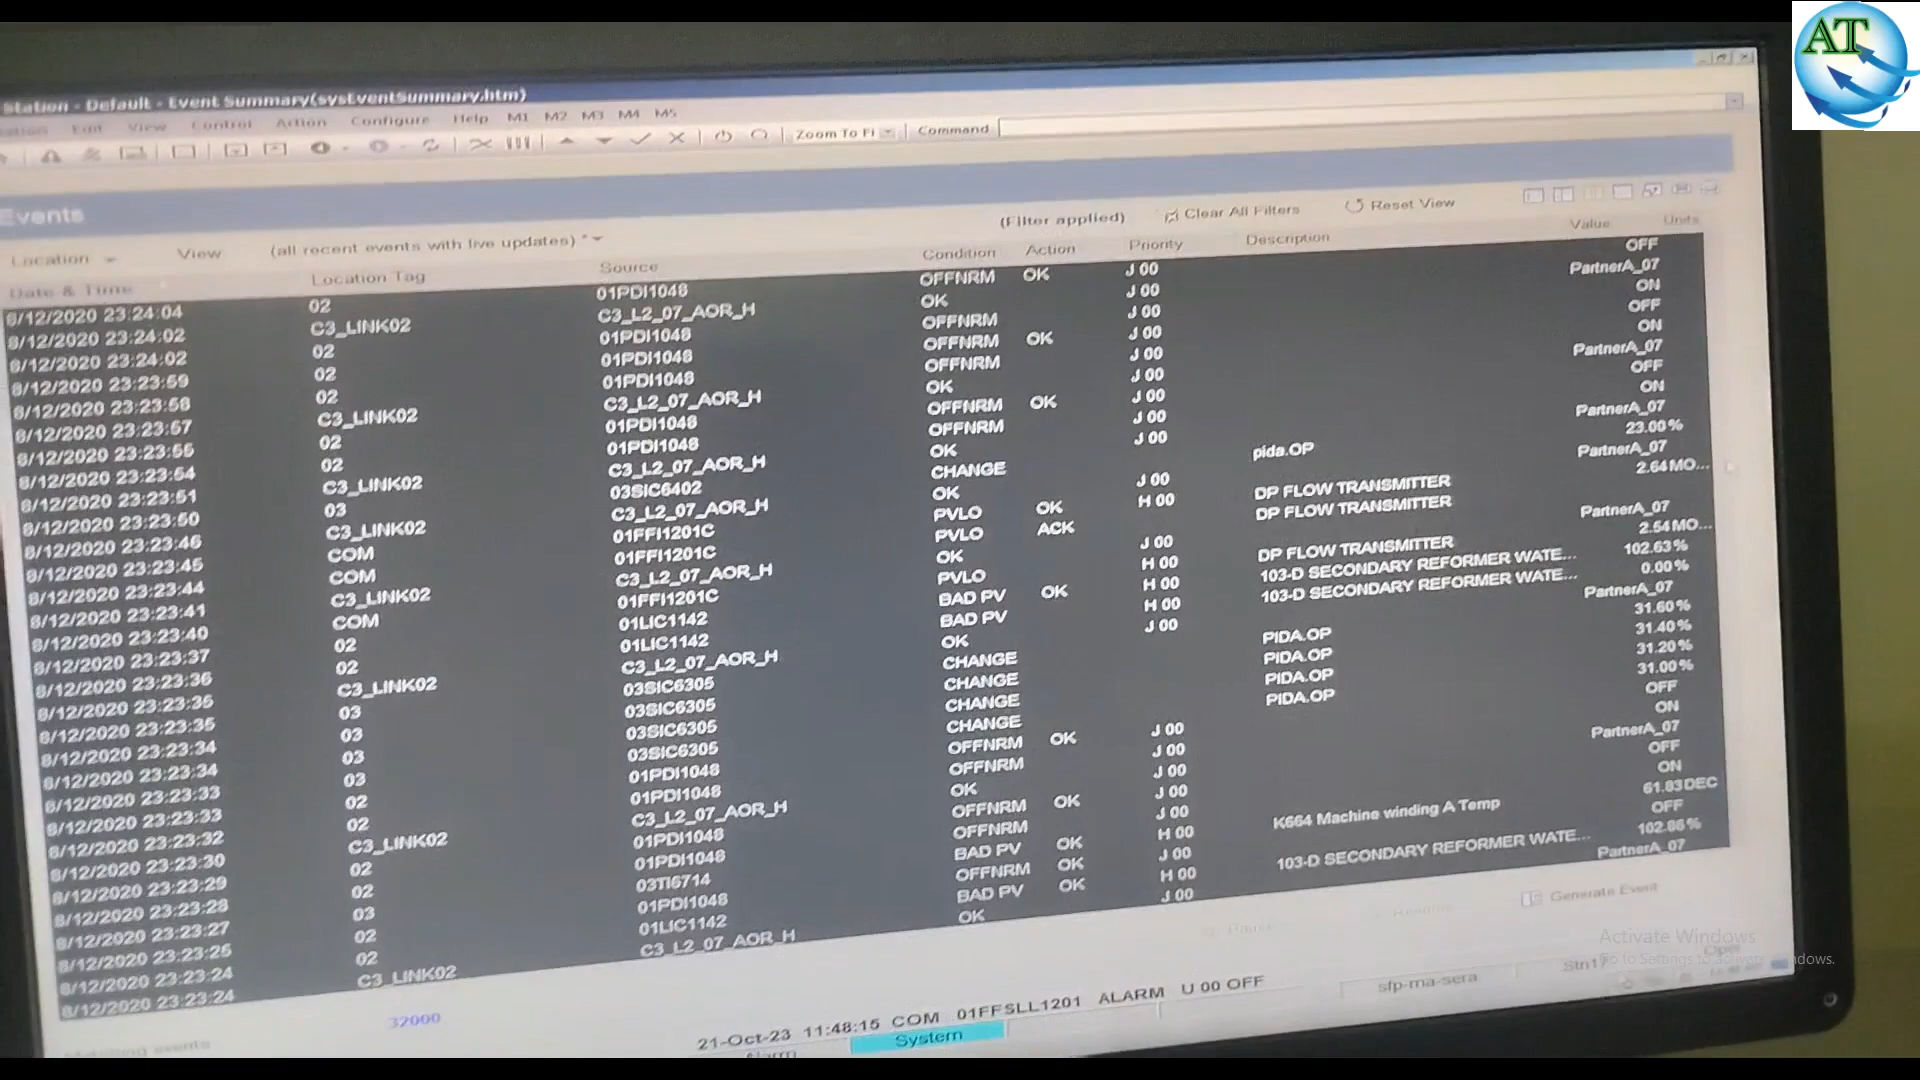 AT
Station - Default - Event Summary(sysEventSummary.htm)
Edit View Control Action Configure Help M1 M2 M3 M4 M5
Zoom To Fi Command
Events
(Filter applied) Clear All Filters Reset View
Location View (all recent events with live updates) *
Date & Time Location Tag Source Condition Action Priority Description Value Units
8/12/2020 23:24:04 02 01PDI1048 OFFNRM OK J 00 OFF
8/12/2020 23:24:02 C3_LINK02 C3_L2_07_AOR_H OK J 00 PartnerA_07
8/12/2020 23:24:02 02 01PDI1048 OFFNRM J 00 ON
8/12/2020 23:23:59 02 01PDI1048 OFFNRM OK J 00 OFF
8/12/2020 23:23:58 02 01PDI1048 OFFNRM J 00 ON
8/12/2020 23:23:57 C3_LINK02 C3_L2_07_AOR_H OK J 00 PartnerA_07
8/12/2020 23:23:55 02 01PDI1048 OFFNRM OK J 00 OFF
8/12/2020 23:23:54 02 01PDI1048 OFFNRM J 00 ON
8/12/2020 23:23:51 C3_LINK02 C3_L2_07_AOR_H OK J 00 PartnerA_07
8/12/2020 23:23:50 03 03SIC6402 CHANGE pida.OP 23.00 %
8/12/2020 23:23:46 C3_LINK02 C3_L2_07_AOR_H OK J 00 PartnerA_07
8/12/2020 23:23:45 COM 01FFI1201C PVLO OK H 00 DP FLOW TRANSMITTER 2.64 MO...
8/12/2020 23:23:44 COM 01FFI1201C PVLO ACK DP FLOW TRANSMITTER
8/12/2020 23:23:41 C3_LINK02 C3_L2_07_AOR_H OK J 00 PartnerA_07
8/12/2020 23:23:40 COM 01FFI1201C PVLO H 00 DP FLOW TRANSMITTER 2.54 MO...
8/12/2020 23:23:37 02 01LIC1142 BAD PV OK H 00 103-D SECONDARY REFORMER WATE... 102.63 %
8/12/2020 23:23:36 02 01LIC1142 BAD PV H 00 103-D SECONDARY REFORMER WATE... 0.00 %
8/12/2020 23:23:35 C3_LINK02 C3_L2_07_AOR_H OK J 00 PartnerA_07
8/12/2020 23:23:35 03 03SIC6305 CHANGE PIDA.OP 31.60 %
8/12/2020 23:23:34 03 03SIC6305 CHANGE PIDA.OP 31.40 %
8/12/2020 23:23:34 03 03SIC6305 CHANGE PIDA.OP 31.20 %
8/12/2020 23:23:33 03 03SIC6305 CHANGE PIDA.OP 31.00 %
8/12/2020 23:23:33 02 01PDI1048 OFFNRM OK J 00 OFF
8/12/2020 23:23:32 02 01PDI1048 OFFNRM J 00 ON
8/12/2020 23:23:30 C3_LINK02 C3_L2_07_AOR_H OK J 00 PartnerA_07
8/12/2020 23:23:29 02 01PDI1048 OFFNRM OK J 00 OFF
8/12/2020 23:23:28 02 01PDI1048 OFFNRM J 00 ON
8/12/2020 23:23:27 03 03TI6714 BAD PV OK H 00 K664 Machine winding A Temp 61.83 DEC
8/12/2020 23:23:25 02 01PDI1048 OFFNRM OK J 00 OFF
8/12/2020 23:23:24 02 01LIC1142 BAD PV OK H 00 103-D SECONDARY REFORMER WATE... 102.86 %
8/12/2020 23:23:24 C3_LINK02 C3_L2_07_AOR_H OK J 00 PartnerA_07
Generate Event
32000
Activate Windows
Go to Settings to activate Windows.
21-Oct-23 11:48:15 COM 01FFSLL1201 ALARM U 00 OFF sfp-ma-sera
Alarm System